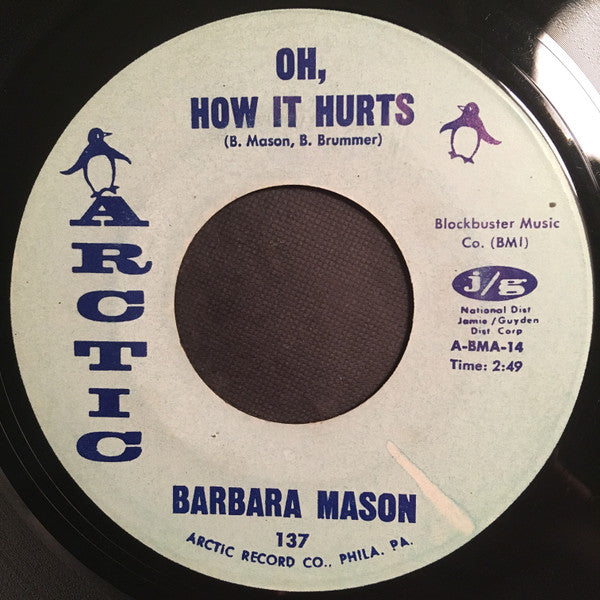 OH,
HOW IT HURTS
(B. Mason, B. Brummer)
ARCTIC
Blockbuster Music
Co. (BMI)
j/g
National Dist
Jamie/Guyden
Dist Corp
A-BMA-14
Time: 2:49
BARBARA MASON
137
ARCTIC RECORD CO., PHILA. PA.